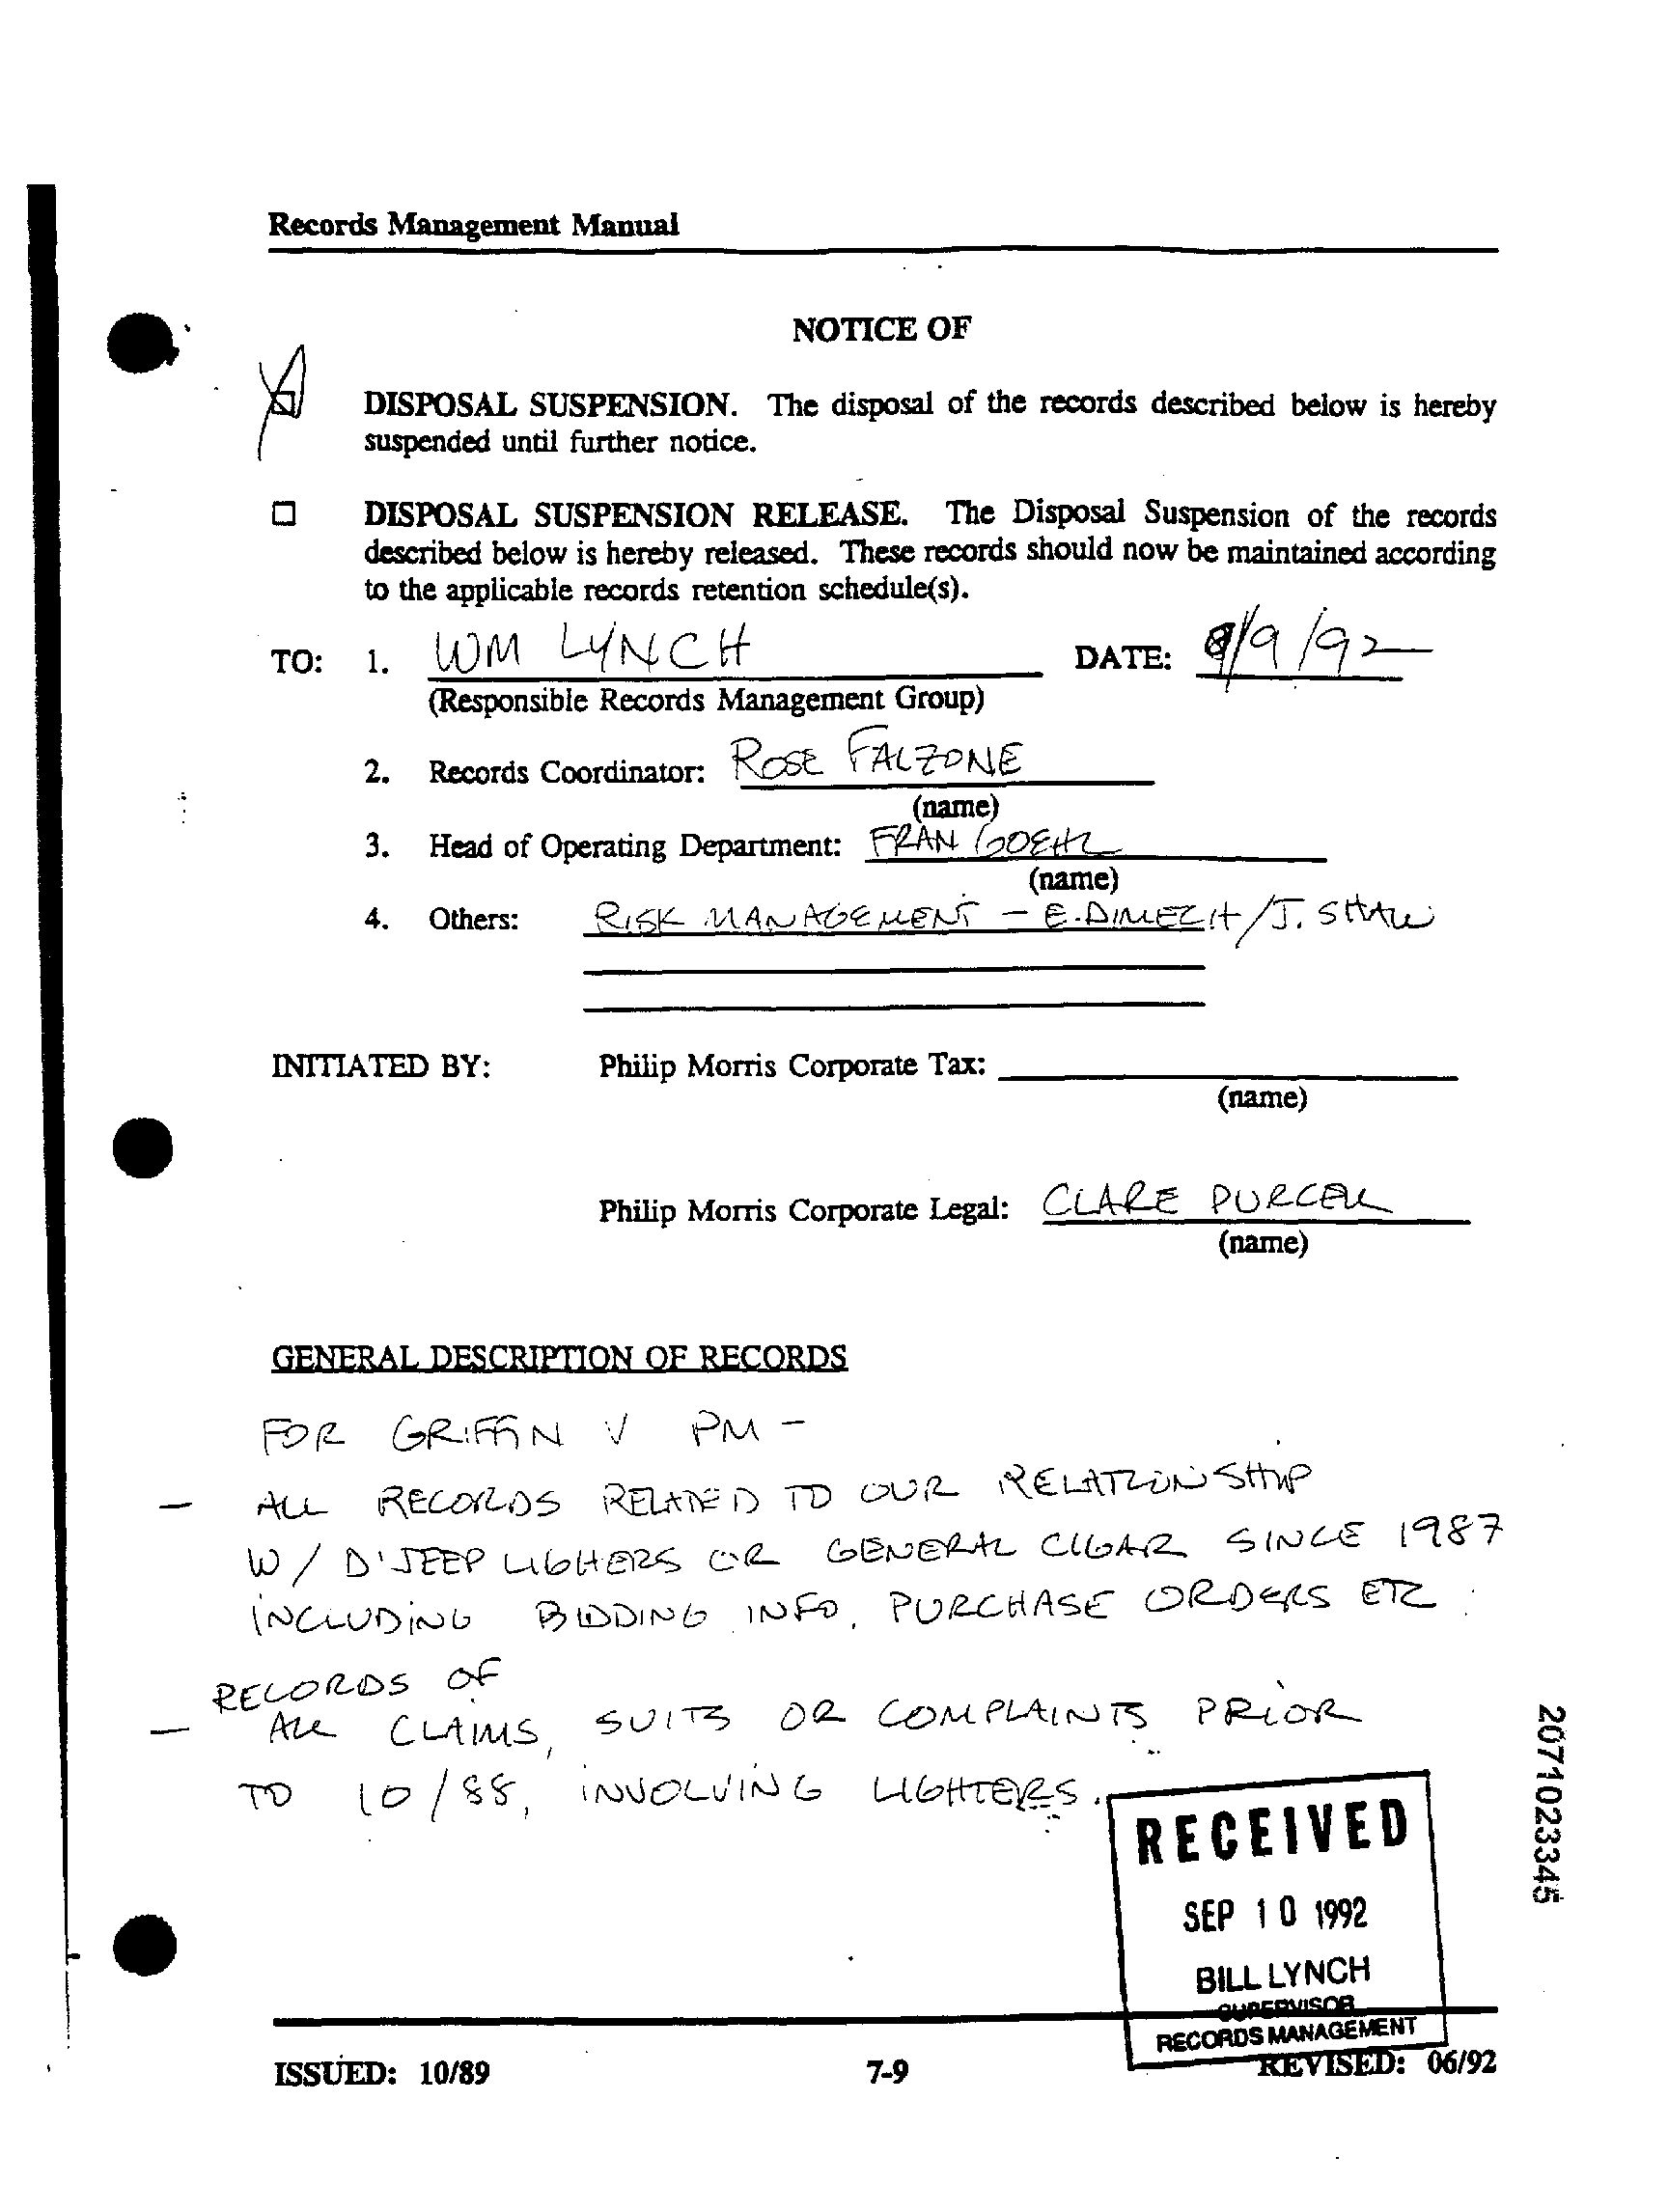 Records Management Manual
NOTICE OF
DISPOSAL SUSPENSION. The disposal of the records described below is hereby
suspended until further notice.
DISPOSAL SUSPENSION RELEASE. The Disposal Suspension of the records
described below is hereby released. These records should now be maintained according
to the applicable records retention schedule(s).
TO: 1. WM LYNCH DATE: 9/9/92
(Responsible Records Management Group)
2. Records Coordinator: ROSE FALZONE
(name)
3. Head of Operating Department: FRAN GOEHL
(name)
4. Others: RISK MANAGEMENT - E. DIMECH/J. SHAW
INITIATED BY: Philip Morris Corporate Tax:
(name)
Philip Morris Corporate Legal: CLARE PURCELL
(name)
GENERAL DESCRIPTION OF RECORDS
FOR GRIFFIN V PM -
- ALL RECORDS RELATED TO OUR RELATIONSHIP
W/ D'JEEP LIGHERS OR GENERAL CIGAR SINCE 1987
INCLUDING BIDDING INFO, PURCHASE ORDERS ETC.
RECORDS OF
- ALL CLAIMS, SUITS OR COMPLAINTS PRIOR
TO 10/88, INVOLVING LIGHTERS.
RECEIVED
SEP 10 1992
BILL LYNCH
SUPERVISOR
RECORDS MANAGEMENT
ISSUED: 10/89 7-9 REVISED: 06/92
2071023345